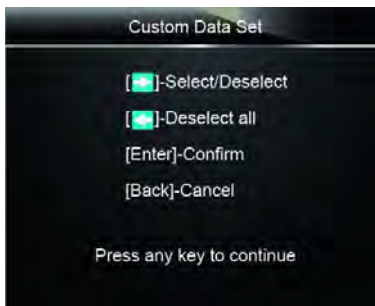 Custom Data Set
[➡]-Select/Deselect
[⬅]-Deselect all
[Enter]-Confirm
[Back]-Cancel
Press any key to continue